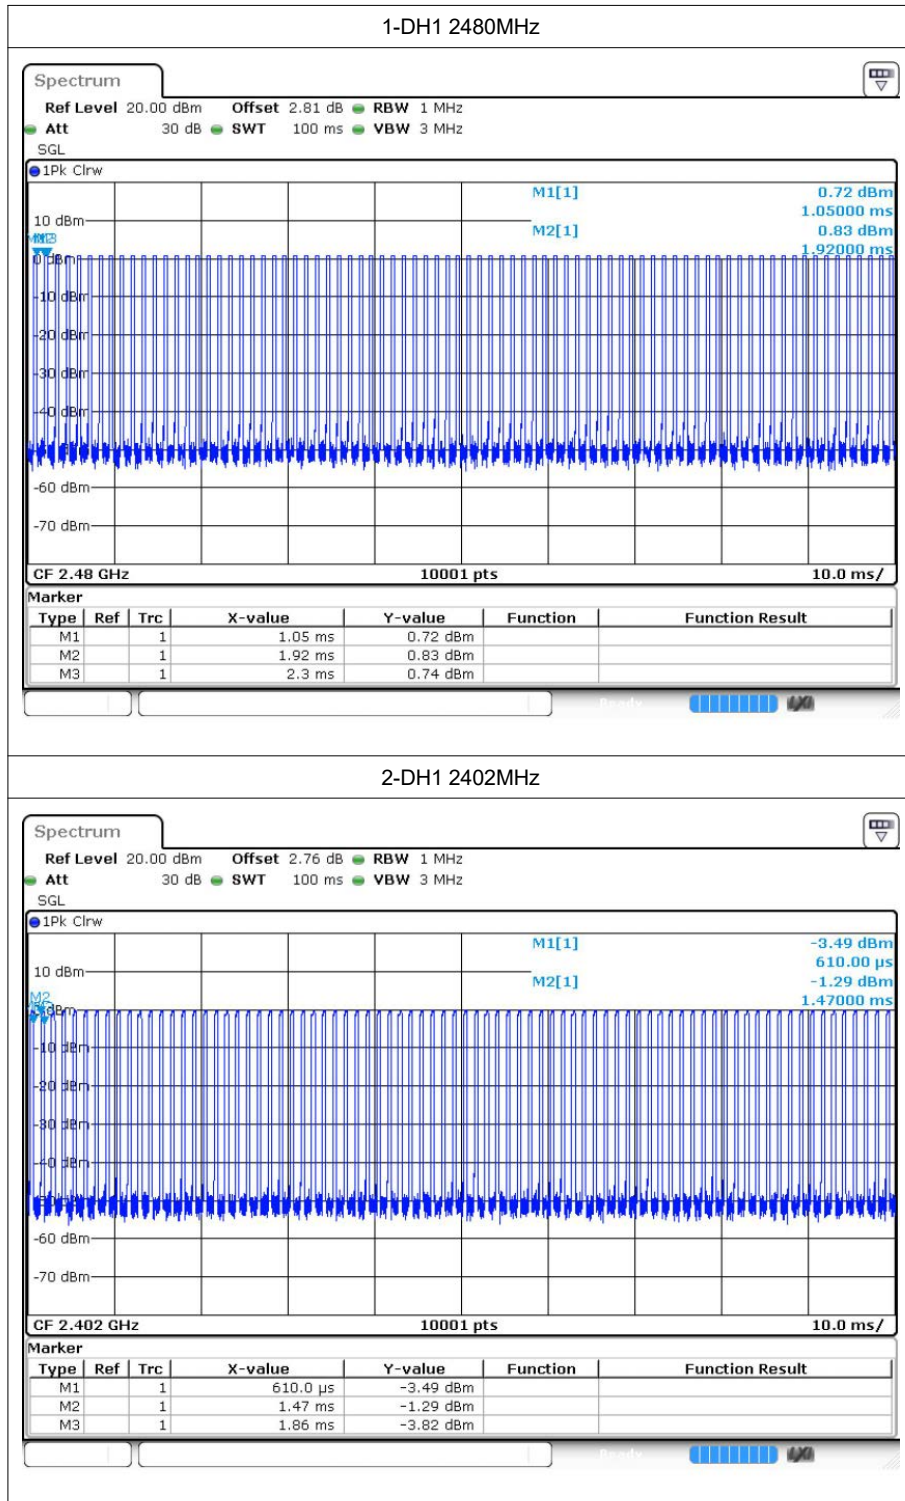 1-DH1 2480MHz
Spectrum
Ref Level 20.00 dBm Offset 2.81 dB RBW 1 MHz
Att 30 dB SWT 100 ms VBW 3 MHz
SGL
1Pk Clrw
M1[1] 0.72 dBm
1.05000 ms
10 dBm
M2[1] 0.83 dBm
1.92000 ms
0 dBm
-10 dBm
-20 dBm
-30 dBm
-40 dBm
-60 dBm
-70 dBm
CF 2.48 GHz 10001 pts 10.0 ms/
Marker
Type Ref Trc X-value Y-value Function Function Result
M1 1 1.05 ms 0.72 dBm
M2 1 1.92 ms 0.83 dBm
M3 1 2.3 ms 0.74 dBm
Ready
2-DH1 2402MHz
Spectrum
Ref Level 20.00 dBm Offset 2.76 dB RBW 1 MHz
Att 30 dB SWT 100 ms VBW 3 MHz
SGL
1Pk Clrw
M1[1] -3.49 dBm
610.00 µs
10 dBm
M2[1] -1.29 dBm
M2 1.47000 ms
-10 dBm
-20 dBm
-30 dBm
-40 dBm
-60 dBm
-70 dBm
CF 2.402 GHz 10001 pts 10.0 ms/
Marker
Type Ref Trc X-value Y-value Function Function Result
M1 1 610.0 µs -3.49 dBm
M2 1 1.47 ms -1.29 dBm
M3 1 1.86 ms -3.82 dBm
Ready